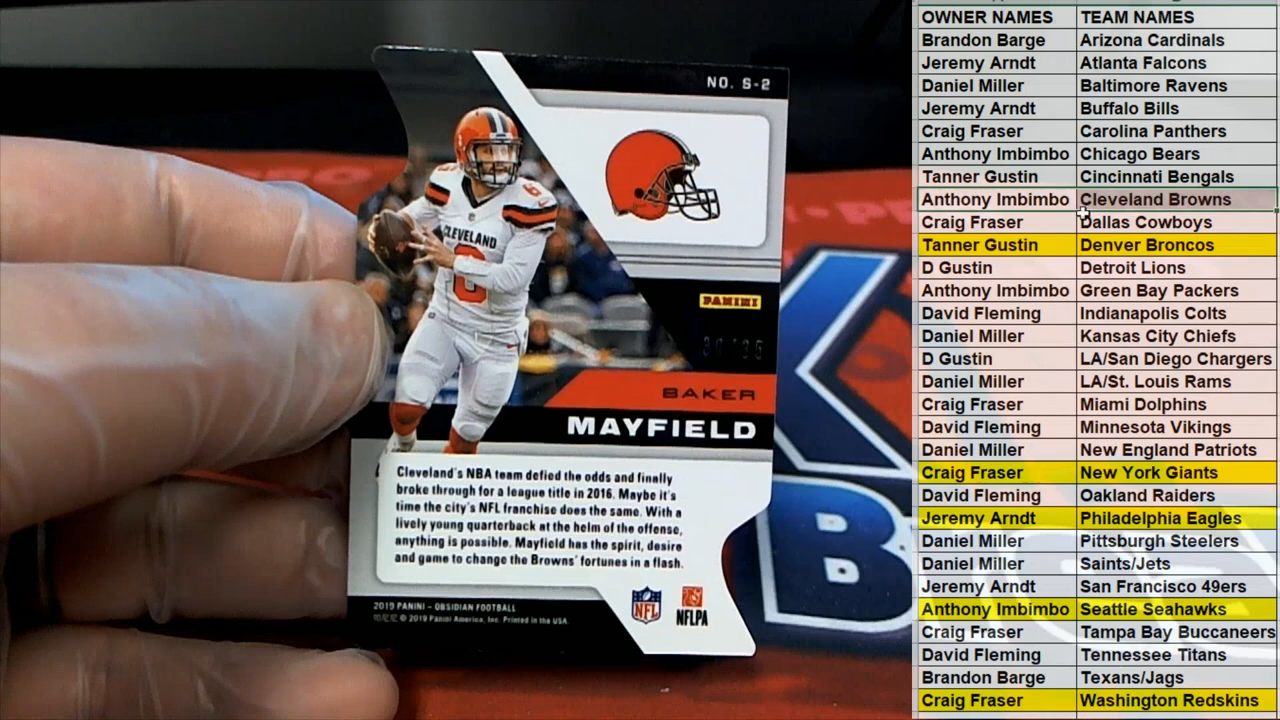 NO. S-2
CLEVELAND
6
6
PANINI
BAKER
MAYFIELD
Cleveland's NBA team defied the odds and finally
broke through for a league title in 2016. Maybe it's
time the city's NFL franchise does the same. With a
lively young quarterback at the helm of the offense,
anything is possible. Mayfield has the spirit, desire
and game to change the Browns' fortunes in a flash.
NFL
NFLPA
2019 PANINI – OBSIDIAN FOOTBALL
© 2019 Panini America, Inc. Printed in the USA.
B
OWNER NAMES TEAM NAMES
Brandon Barge Arizona Cardinals
Jeremy Arndt Atlanta Falcons
Daniel Miller Baltimore Ravens
Jeremy Arndt Buffalo Bills
Craig Fraser Carolina Panthers
Anthony Imbimbo Chicago Bears
Tanner Gustin Cincinnati Bengals
Anthony Imbimbo Cleveland Browns
Craig Fraser Dallas Cowboys
Tanner Gustin Denver Broncos
D Gustin Detroit Lions
Anthony Imbimbo Green Bay Packers
David Fleming Indianapolis Colts
Daniel Miller Kansas City Chiefs
D Gustin LA/San Diego Chargers
Daniel Miller LA/St. Louis Rams
Craig Fraser Miami Dolphins
David Fleming Minnesota Vikings
Daniel Miller New England Patriots
Craig Fraser New York Giants
David Fleming Oakland Raiders
Jeremy Arndt Philadelphia Eagles
Daniel Miller Pittsburgh Steelers
Daniel Miller Saints/Jets
Jeremy Arndt San Francisco 49ers
Anthony Imbimbo Seattle Seahawks
Craig Fraser Tampa Bay Buccaneers
David Fleming Tennessee Titans
Brandon Barge Texans/Jags
Craig Fraser Washington Redskins